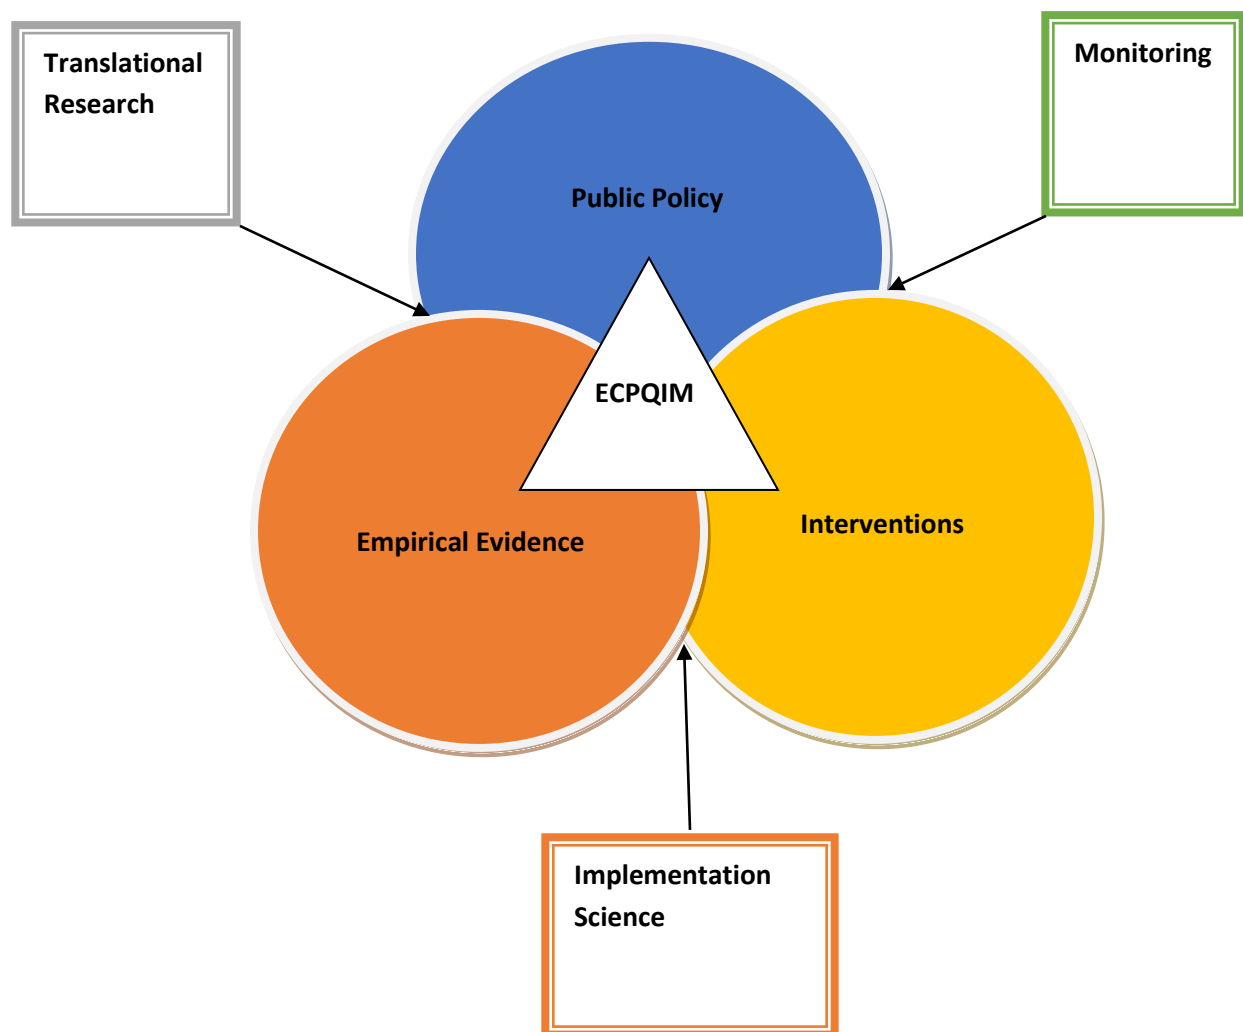 Translational
Research
Monitoring
Public Policy
ECPQIM
Empirical Evidence
Interventions
Implementation
Science